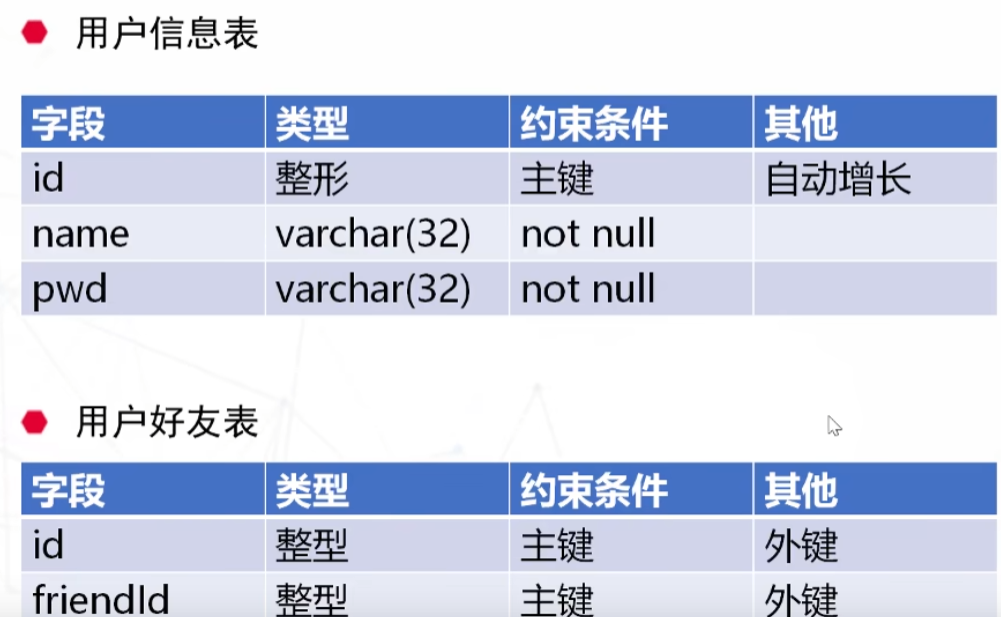 用户信息表
字段 类型 约束条件 其他
id 整形 主键 自动增长
name varchar(32) not null
pwd varchar(32) not null
用户好友表
字段 类型 约束条件 其他
id 整型 主键 外键
friendId 整型 主键 外键